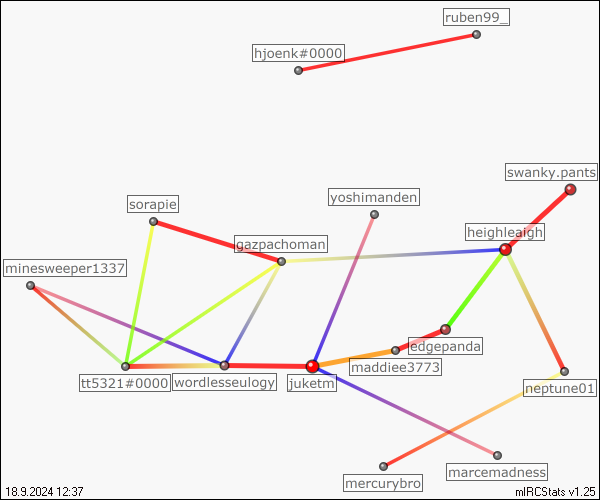 ruben99_
hjoenk#0000
swanky.pants
yoshimanden
sorapie
heighleaigh
gazpachoman
minesweeper1337
edgepanda
maddiee3773
tt5321#0000
wordlesseulogy
juketm
neptune01
marcemadness
mercurybro
18.9.2024 12:37
mIRCStats v1.25